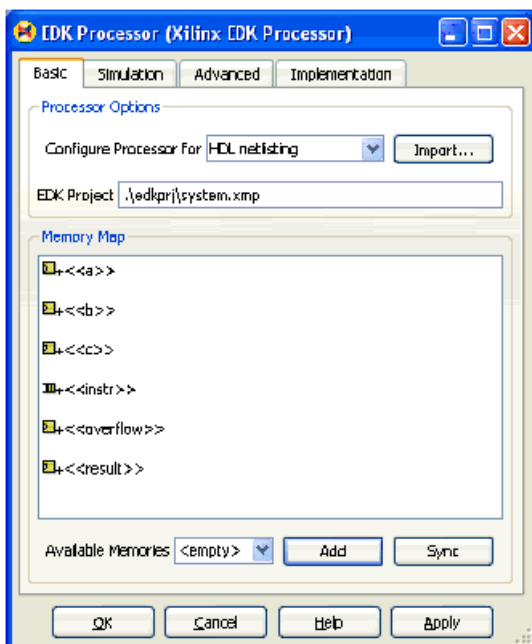 EDK Processor (Xilinx EDK Processor)
Basic Simulation Advanced Implementation
Processor Options
Configure Processor for HDL netlisting Import...
EDK Project .\edkprj\system.xmp
Memory Map
+<<a>>
+<<b>>
+<<c>>
+<<instr>>
+<<overflow>>
+<<result>>
Available Memories <empty> Add Sync
OK Cancel Help Apply